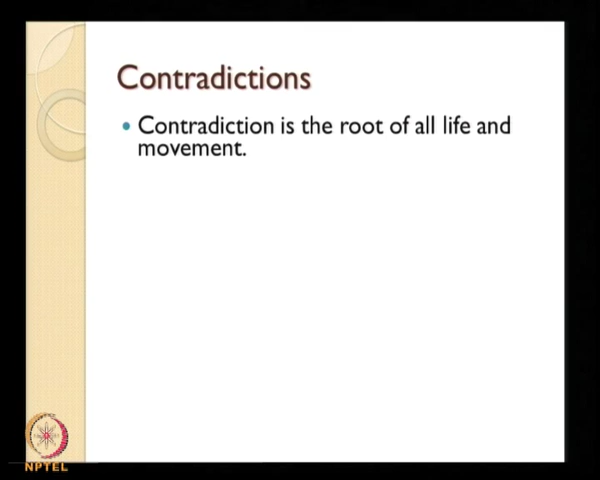 Contradictions
• Contradiction is the root of all life and
movement.
NPTEL